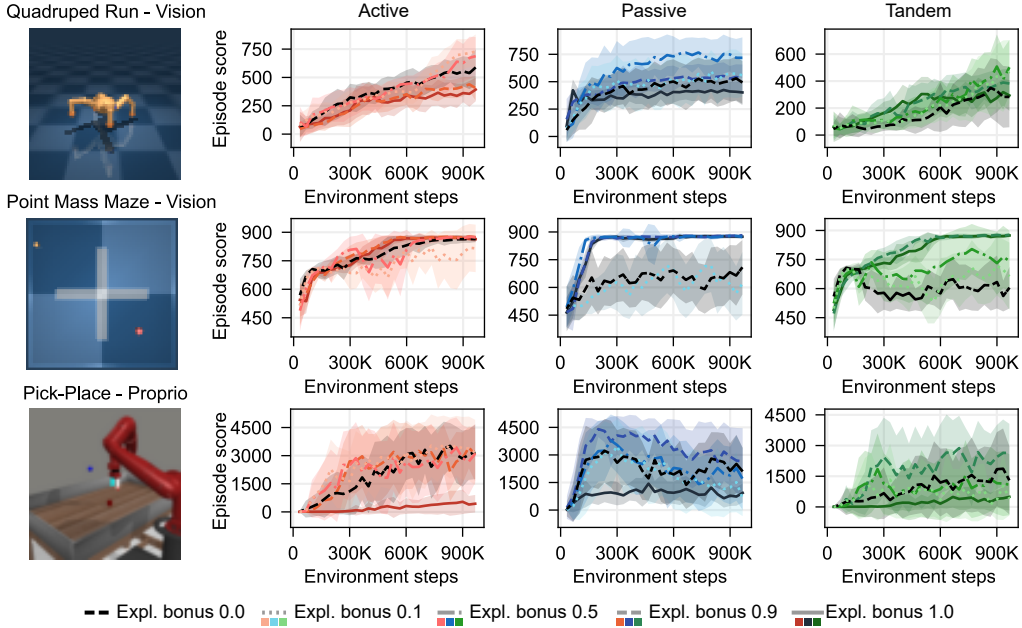 Quadruped Run - Vision
Active
Passive
Tandem
Episode score
750
500
250
0
0
300K
600K
900K
Environment steps
750
500
250
0
0
300K
600K
900K
Environment steps
600
400
200
0
0
300K
600K
900K
Environment steps
Point Mass Maze - Vision
Episode score
900
750
600
450
0
300K
600K
900K
Environment steps
900
750
600
450
0
300K
600K
900K
Environment steps
900
750
600
450
0
300K
600K
900K
Environment steps
Pick-Place - Proprio
Episode score
4500
3000
1500
0
0
300K
600K
900K
Environment steps
4500
3000
1500
0
0
300K
600K
900K
Environment steps
4500
3000
1500
0
0
300K
600K
900K
Environment steps
Expl. bonus 0.0
Expl. bonus 0.1
Expl. bonus 0.5
Expl. bonus 0.9
Expl. bonus 1.0